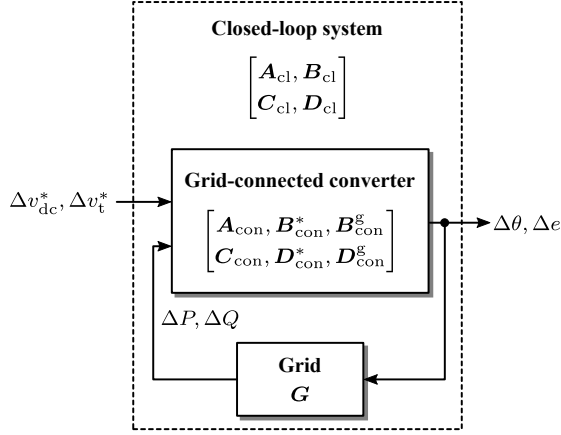 Closed-loop system
[A_cl, B_cl
C_cl, D_cl]
Grid-connected converter
Δv*_dc, Δv*_t
[A_con, B*_con, B^g_con
C_con, D*_con, D^g_con]
Δθ, Δe
ΔP, ΔQ
Grid
G